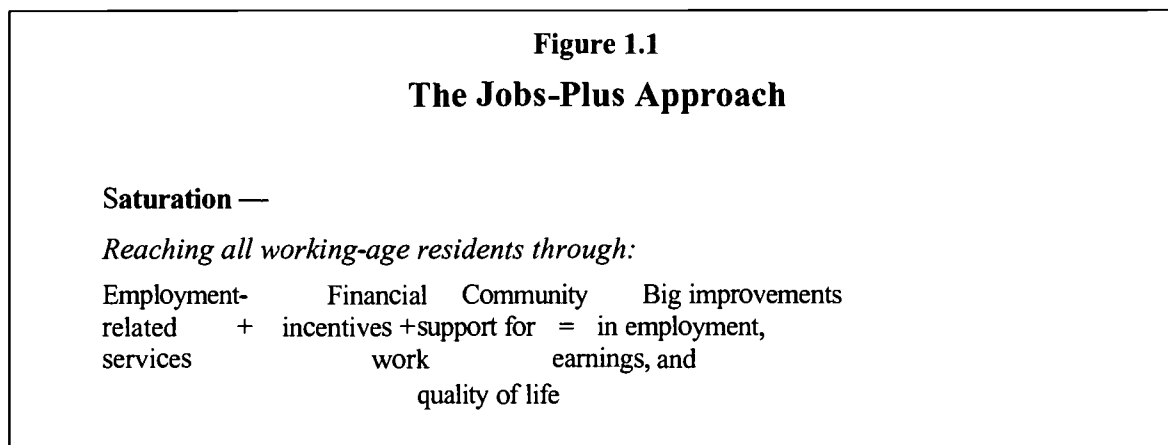 Figure 1.1
The Jobs-Plus Approach
Saturation —
Reaching all working-age residents through:
Employment- Financial Community Big improvements
related + incentives +support for = in employment,
services work earnings, and
quality of life